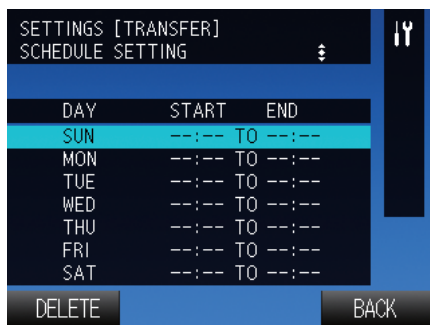 SETTINGS [TRANSFER]
SCHEDULE SETTING
DAY START END
SUN --:-- TO --:--
MON --:-- TO --:--
TUE --:-- TO --:--
WED --:-- TO --:--
THU --:-- TO --:--
FRI --:-- TO --:--
SAT --:-- TO --:--
DELETE BACK